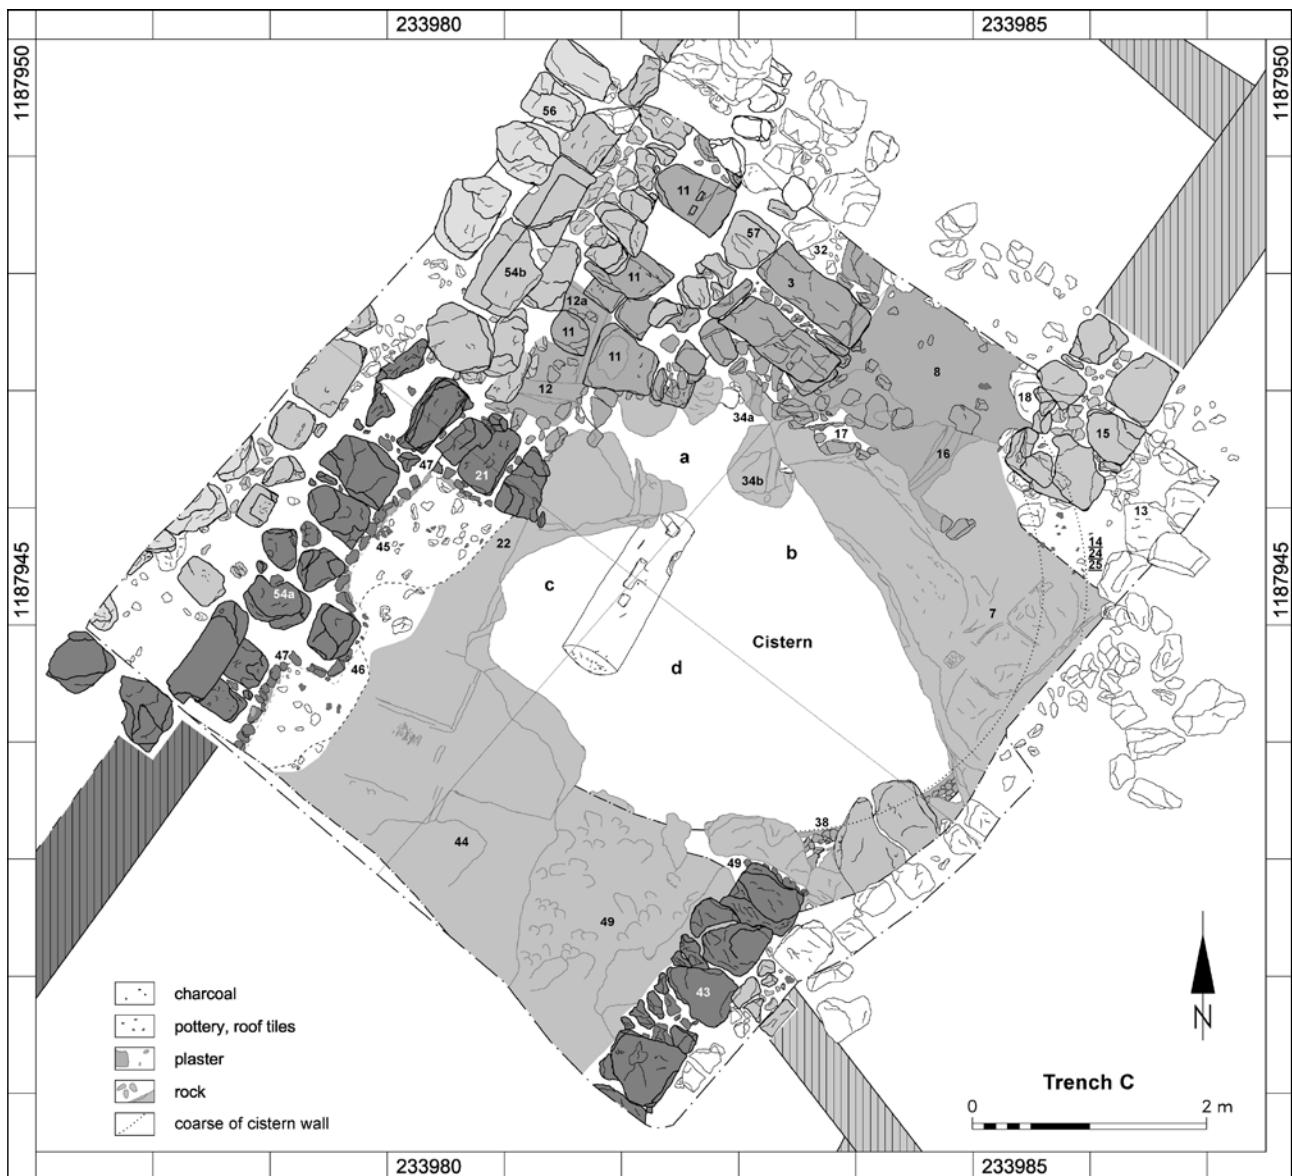 233980
233985
1187950
1187950
56
11
57
32
54b
3
11
12a
11
11
8
12
18
34a
17
15
a
16
47
21
34b
13
45
22
14
24
25
b
c
54a
7
Cistern
47
46
d
38
44
49
49
43
1187945
1187945
charcoal
pottery, roof tiles
plaster
rock
coarse of cistern wall
N
Trench C
0
2 m
233980
233985